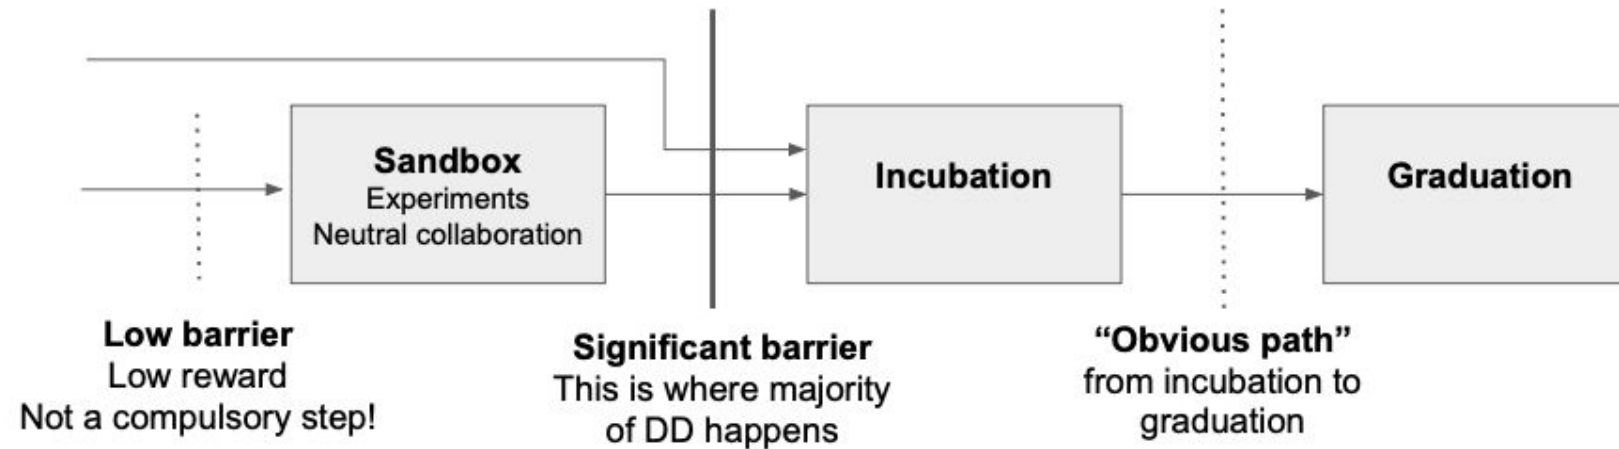 Sandbox
Experiments
Neutral collaboration
Incubation
Graduation
Low barrier
Low reward
Not a compulsory step!
Significant barrier
This is where majority
of DD happens
“Obvious path”
from incubation to
graduation